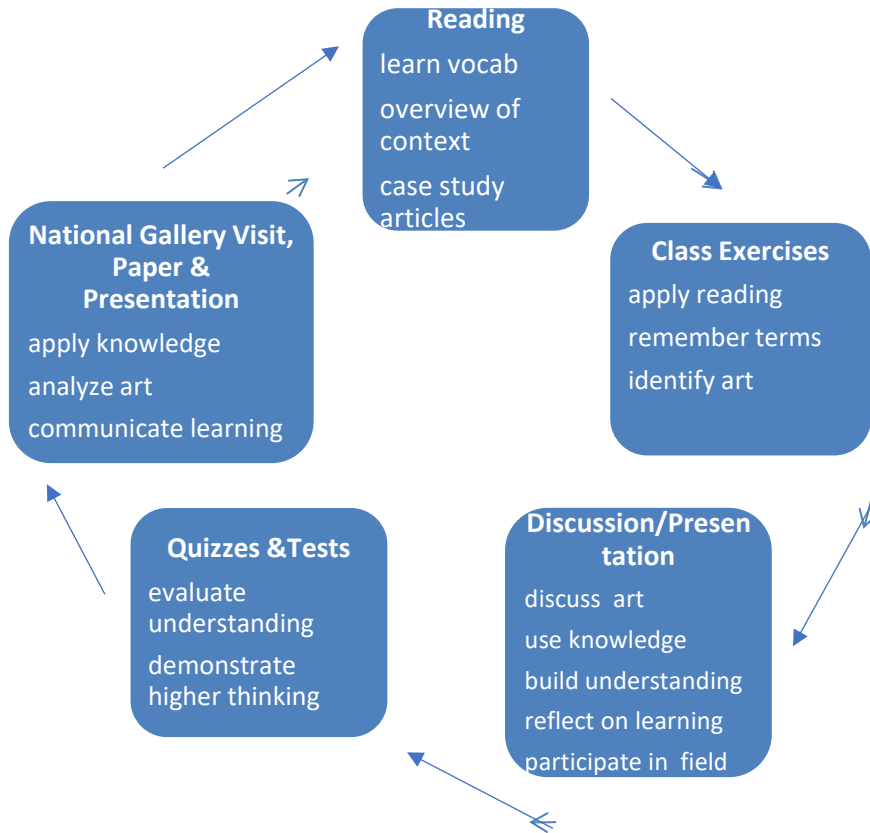 Reading
learn vocab
overview of
context
case study
articles
Class Exercises
apply reading
remember terms
identify art
Discussion/Presen
tation
discuss art
use knowledge
build understanding
reflect on learning
participate in field
Quizzes &Tests
evaluate
understanding
demonstrate
higher thinking
National Gallery Visit,
Paper &
Presentation
apply knowledge
analyze art
communicate learning